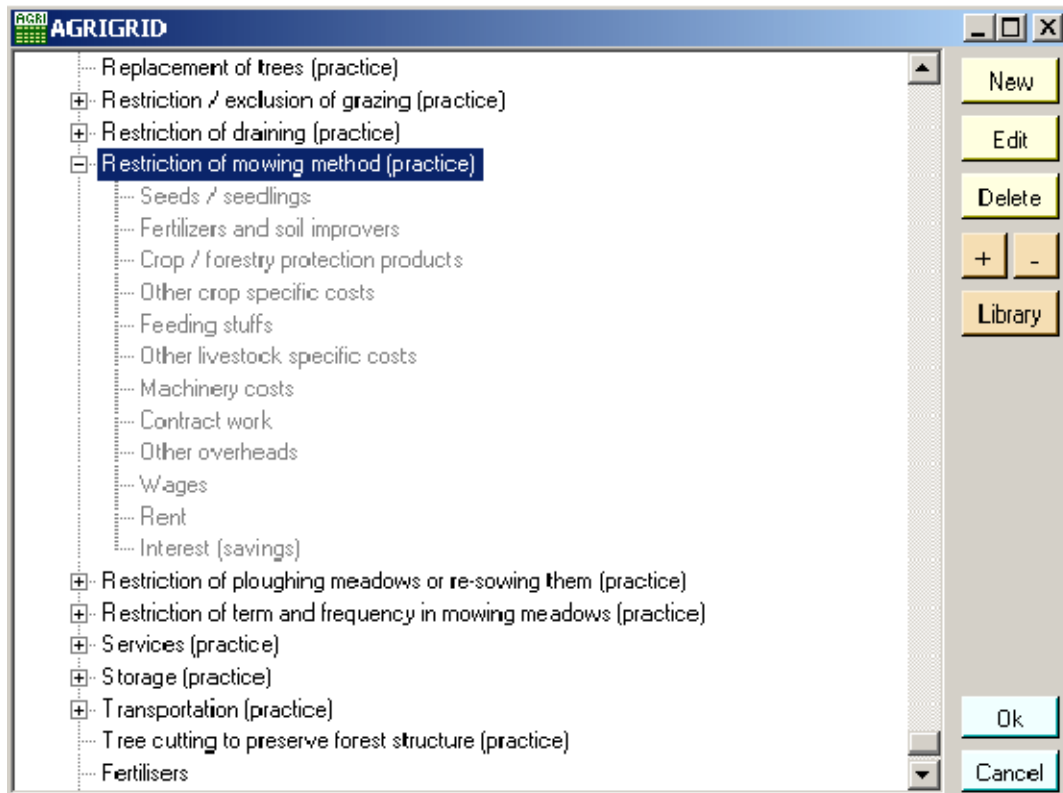 AGRI AGRIGRID
Replacement of trees (practice)
Restriction / exclusion of grazing (practice)
Restriction of draining (practice)
Restriction of mowing method (practice)
Seeds / seedlings
Fertilizers and soil improvers
Crop / forestry protection products
Other crop specific costs
Feeding stuffs
Other livestock specific costs
Machinery costs
Contract work
Other overheads
Wages
Rent
Interest (savings)
Restriction of ploughing meadows or re-sowing them (practice)
Restriction of term and frequency in mowing meadows (practice)
Services (practice)
Storage (practice)
Transportation (practice)
Tree cutting to preserve forest structure (practice)
Fertilisers
New
Edit
Delete
+ -
Library
Ok
Cancel